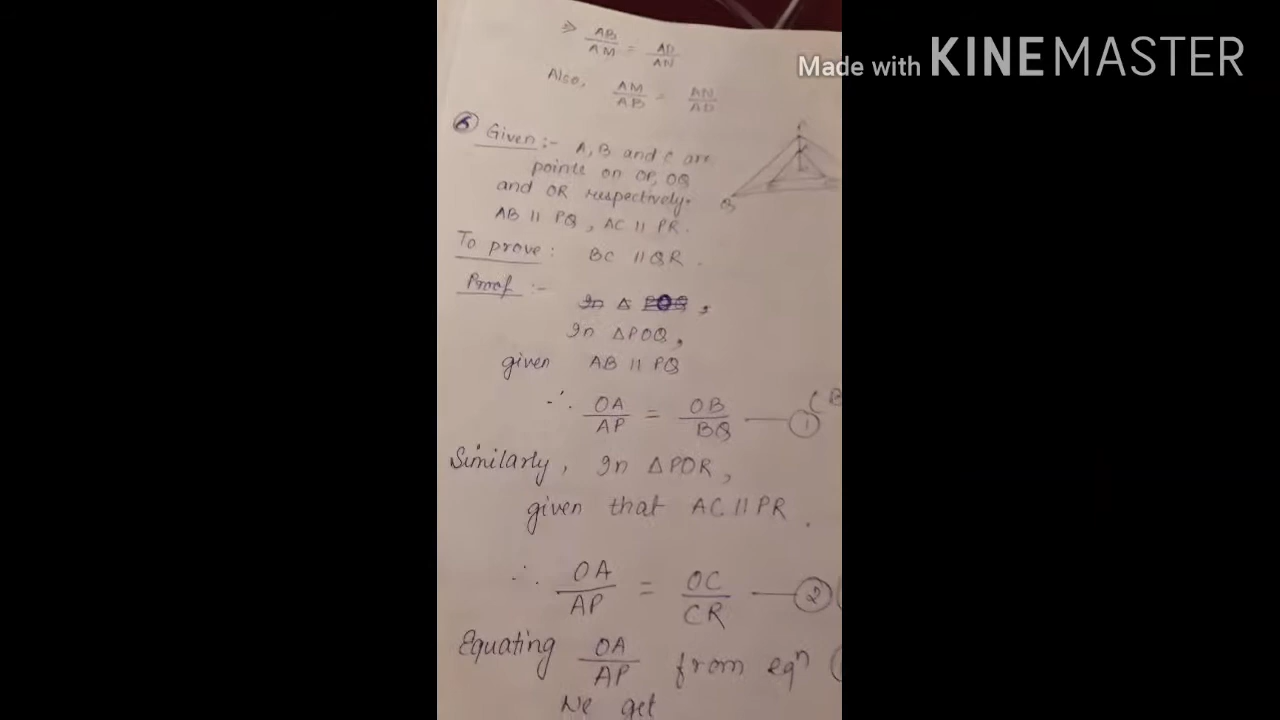 Made with KINEMASTER
⇒ AB/AM = AD/AN
Also, AM/AB = AN/AD
6 Given :- A, B and C are
points on OP, OQ
and OR respectively.
AB || PQ, AC || PR.
To prove : BC || QR.
Proof :-
In Δ POQ,
In ΔPOQ,
given AB || PQ
∴ OA/AP = OB/BQ — 1 (B
Similarly, In ΔPOR,
given that AC || PR.
∴ OA/AP = OC/CR — 2 (
Equating OA/AP from eqⁿ
We get
P
Q